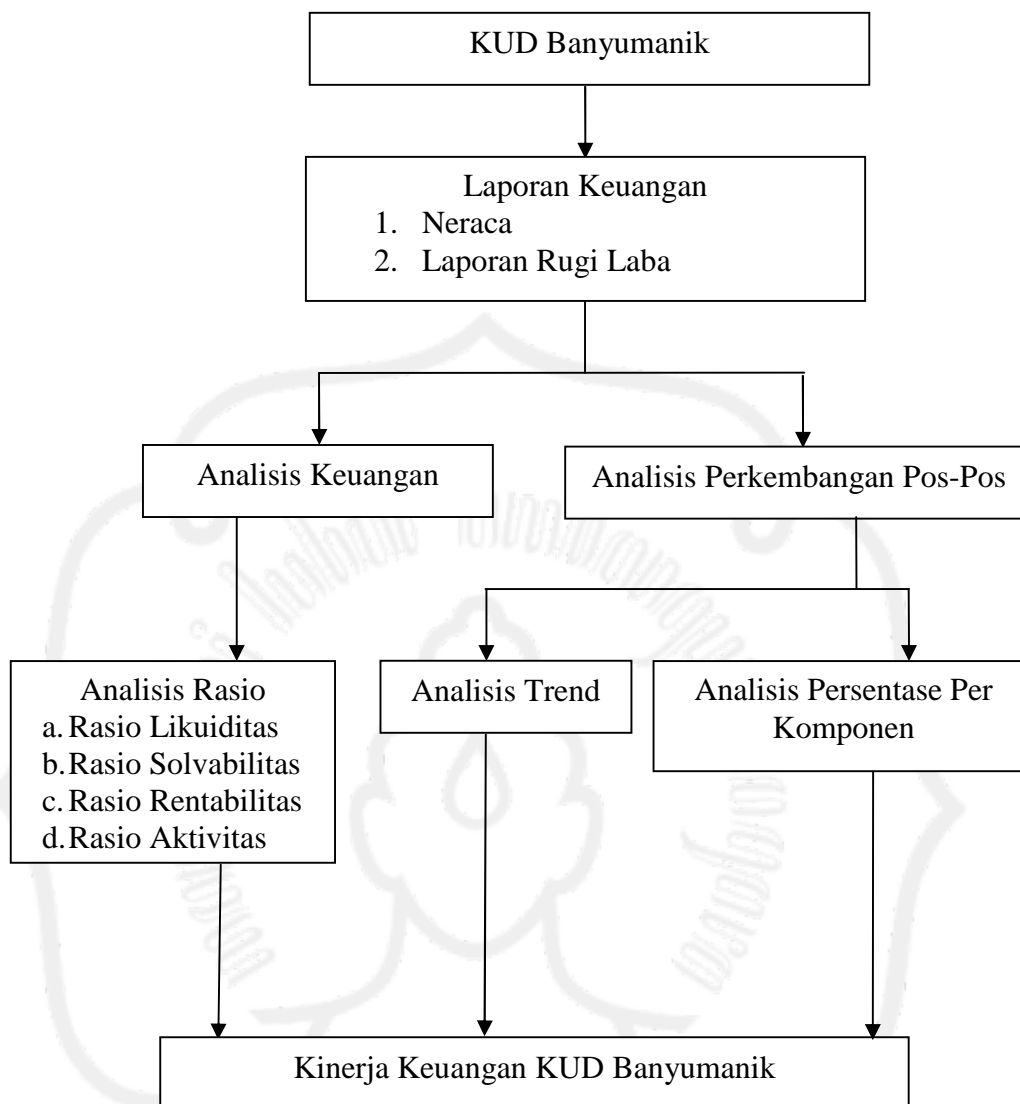 KUD Banyumanik
Laporan Keuangan
1. Neraca
2. Laporan Rugi Laba
Analisis Keuangan
Analisis Perkembangan Pos-Pos
Analisis Rasio
a. Rasio Likuiditas
b. Rasio Solvabilitas
c. Rasio Rentabilitas
d. Rasio Aktivitas
Analisis Trend
Analisis Persentase Per
Komponen
Kinerja Keuangan KUD Banyumanik